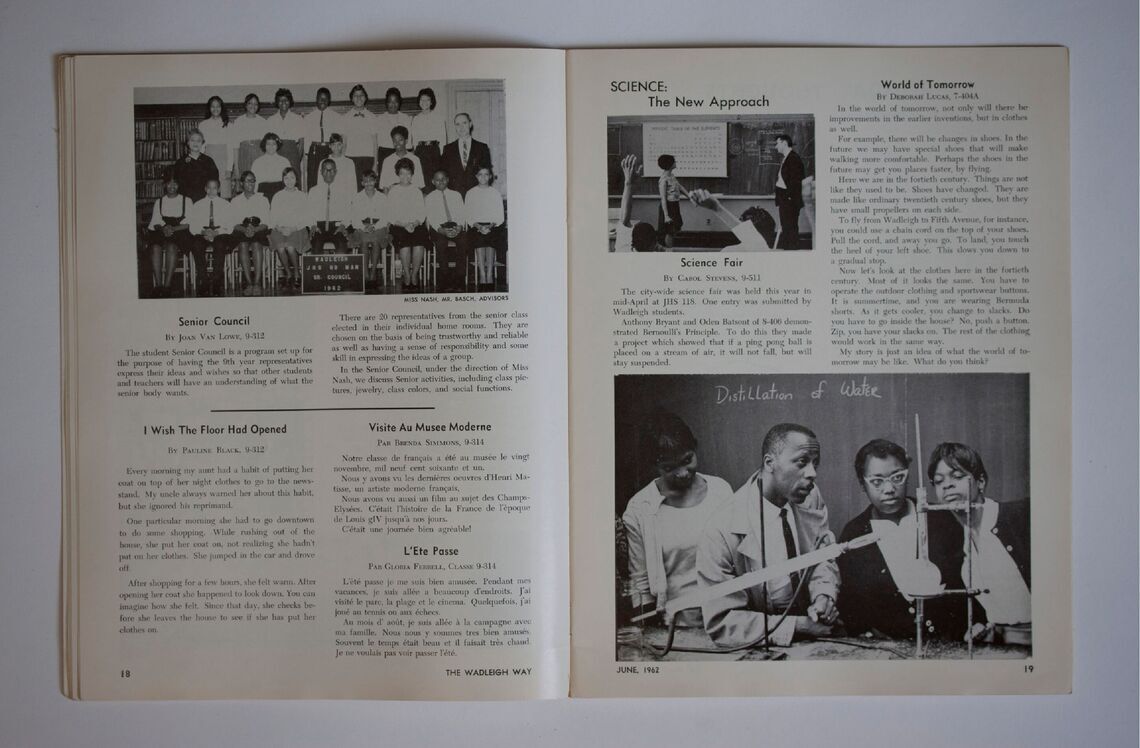 MISS NASH, MR. BASCH, ADVISORS
WADLEIGH
JHS 88 MAN
SR. COUNCIL
1962
Senior Council
By Joan Van Lowe, 9-312
The student Senior Council is a program set up for
the purpose of having the 9th year representatives
express their ideas and wishes so that other students
and teachers will have an understanding of what the
senior body wants.
There are 20 representatives from the senior class
elected in their individual home rooms. They are
chosen on the basis of being trustworthy and reliable
as well as having a sense of responsibility and some
skill in expressing the ideas of a group.
In the Senior Council, under the direction of Miss
Nash, we discuss Senior activities, including class pic-
tures, jewelry, class colors, and social functions.
I Wish The Floor Had Opened
By Pauline Black, 9-312
Every morning my aunt had a habit of putting her
coat on top of her night clothes to go to the news-
stand. My uncle always warned her about this habit,
but she ignored his reprimand.
One particular morning she had to go downtown
to do some shopping. While rushing out of the
house, she put her coat on, not realizing she hadn't
put on her clothes. She jumped in the car and drove
off.
After shopping for a few hours, she felt warm. After
opening her coat she happened to look down. You can
imagine how she felt. Since that day, she checks be-
fore she leaves the house to see if she has put her
clothes on.
Visite Au Musee Moderne
Par Brenda Simmons, 9-314
Notre classe de français a été au musée le vingt
novembre, mil neuf cent soixante et un.
Nous y avons vu les dernières oeuvres d'Henri Ma-
tisse, un artiste moderne français.
Nous avons vu aussi un film au sujet des Champs-
Elysées. C'était l'histoire de la France de l'époque
de Louis gIV jusqu'à nos jours.
C'était une journée bien agréable!
L'Ete Passe
Par Gloria Ferrell, Classe 9-314
L'été passe je me suis bien amusée. Pendant mes
vacances, je suis allée a beaucoup d'endroits. J'ai
visité le parc, la plage et le cinema. Quelquefois, j'ai
joué au tennis ou aux échecs.
Au mois d' août, je suis allée à la campagne avec
ma famille. Nous nous y sommes tres bien amusés.
Souvent le temps était beau et il faisait très chaud.
Je ne voulais pas voir passer l'été.
18
THE WADLEIGH WAY
SCIENCE:
The New Approach
PERIODIC TABLE OF THE ELEMENTS
Science Fair
By Carol Stevens, 9-511
The city-wide science fair was held this year in
mid-April at JHS 118. One entry was submitted by
Wadleigh students.
Anthony Bryant and Oden Batsont of 8-406 demon-
strated Bernoulli's Principle. To do this they made
a project which showed that if a ping pong ball is
placed on a stream of air, it will not fall, but will
stay suspended.
World of Tomorrow
By Deborah Lucas, 7-404A
In the world of tomorrow, not only will there be
improvements in the earlier inventions, but in clothes
as well.
For example, there will be changes in shoes. In the
future we may have special shoes that will make
walking more comfortable. Perhaps the shoes in the
future may get you places faster, by flying.
Here we are in the fortieth century. Things are not
like they used to be. Shoes have changed. They are
made like ordinary twentieth century shoes, but they
have small propellers on each side.
To fly from Wadleigh to Fifth Avenue, for instance,
you could use a chain cord on the top of your shoes.
Pull the cord, and away you go. To land, you touch
the heel of your left shoe. This slows you down to
a gradual stop.
Now let's look at the clothes here in the fortieth
century. Most of it looks the same. You have to
operate the outdoor clothing and sportswear buttons.
It is summertime, and you are wearing Bermuda
shorts. As it gets cooler, you change to slacks. Do
you have to go inside the house? No, push a button.
Zip, you have your slacks on. The rest of the clothing
would work in the same way.
My story is just an idea of what the world of to-
morrow may be like. What do you think?
Distillation of Water
JUNE, 1962
19